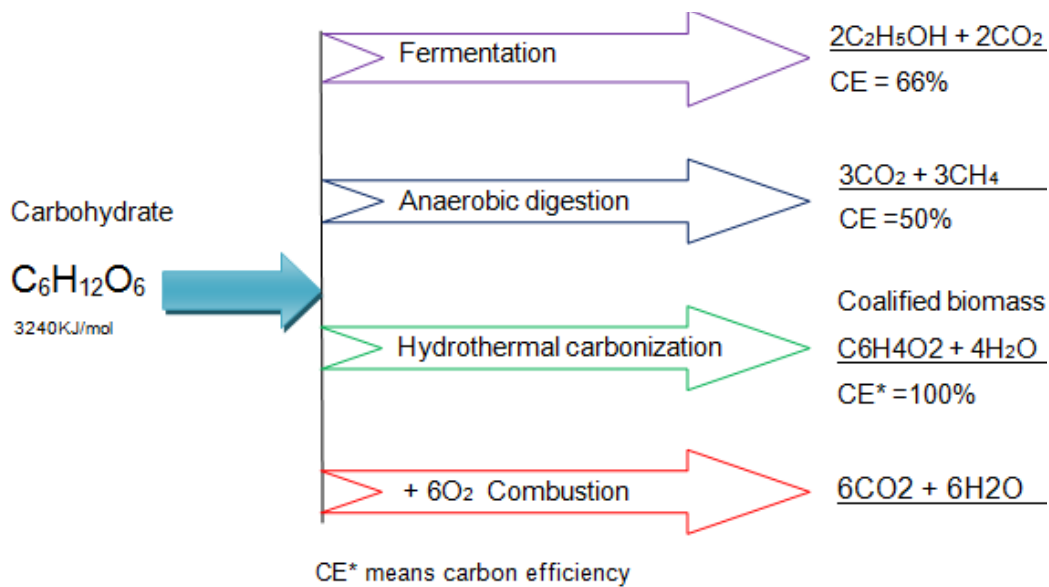 Carbohydrate
C₆H₁₂O₆
3240KJ/mol
Fermentation
2C₂H₅OH + 2CO₂
CE = 66%
Anaerobic digestion
3CO₂ + 3CH₄
CE =50%
Hydrothermal carbonization
Coalified biomass
C6H4O2 + 4H₂O
CE* =100%
+ 6O₂ Combustion
6CO2 + 6H2O
CE* means carbon efficiency